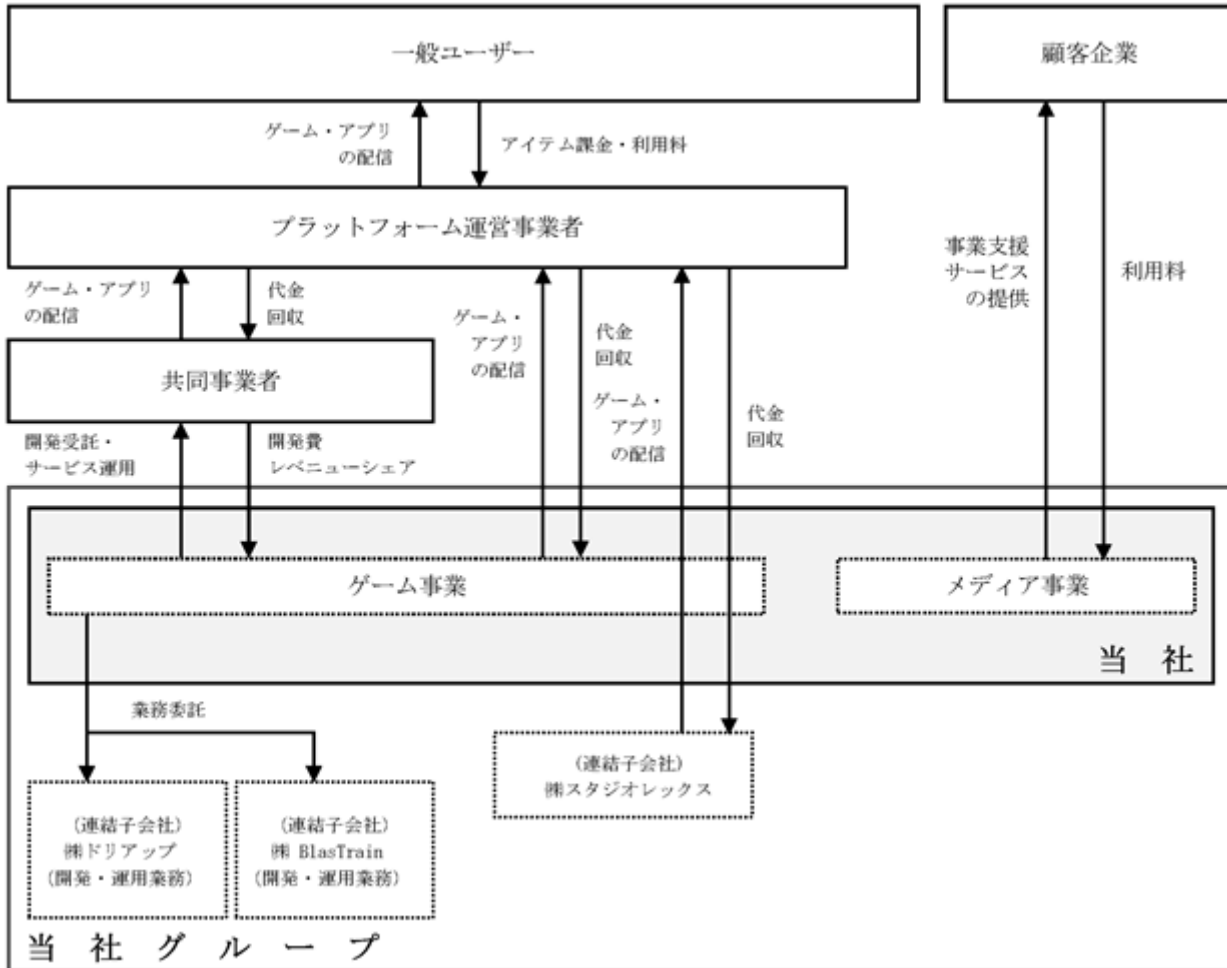 一般ユーザー
顧客企業
ゲーム・アプリ
の配信
アイテム課金・利用料
プラットフォーム運営事業者
事業支援
サービス
の提供
利用料
ゲーム・アプリ
の配信
代金
回収
ゲーム・
アプリ
の配信
代金
回収
ゲーム・
アプリ
の配信
代金
回収
共同事業者
開発受託・
サービス運用
開発費
レベニューシェア
ゲーム事業
メディア事業
当社
業務委託
(連結子会社)
㈱スタジオレックス
(連結子会社)
㈱ドリアップ
(開発・運用業務)
(連結子会社)
㈱ BlasTrain
(開発・運用業務)
当社グループ